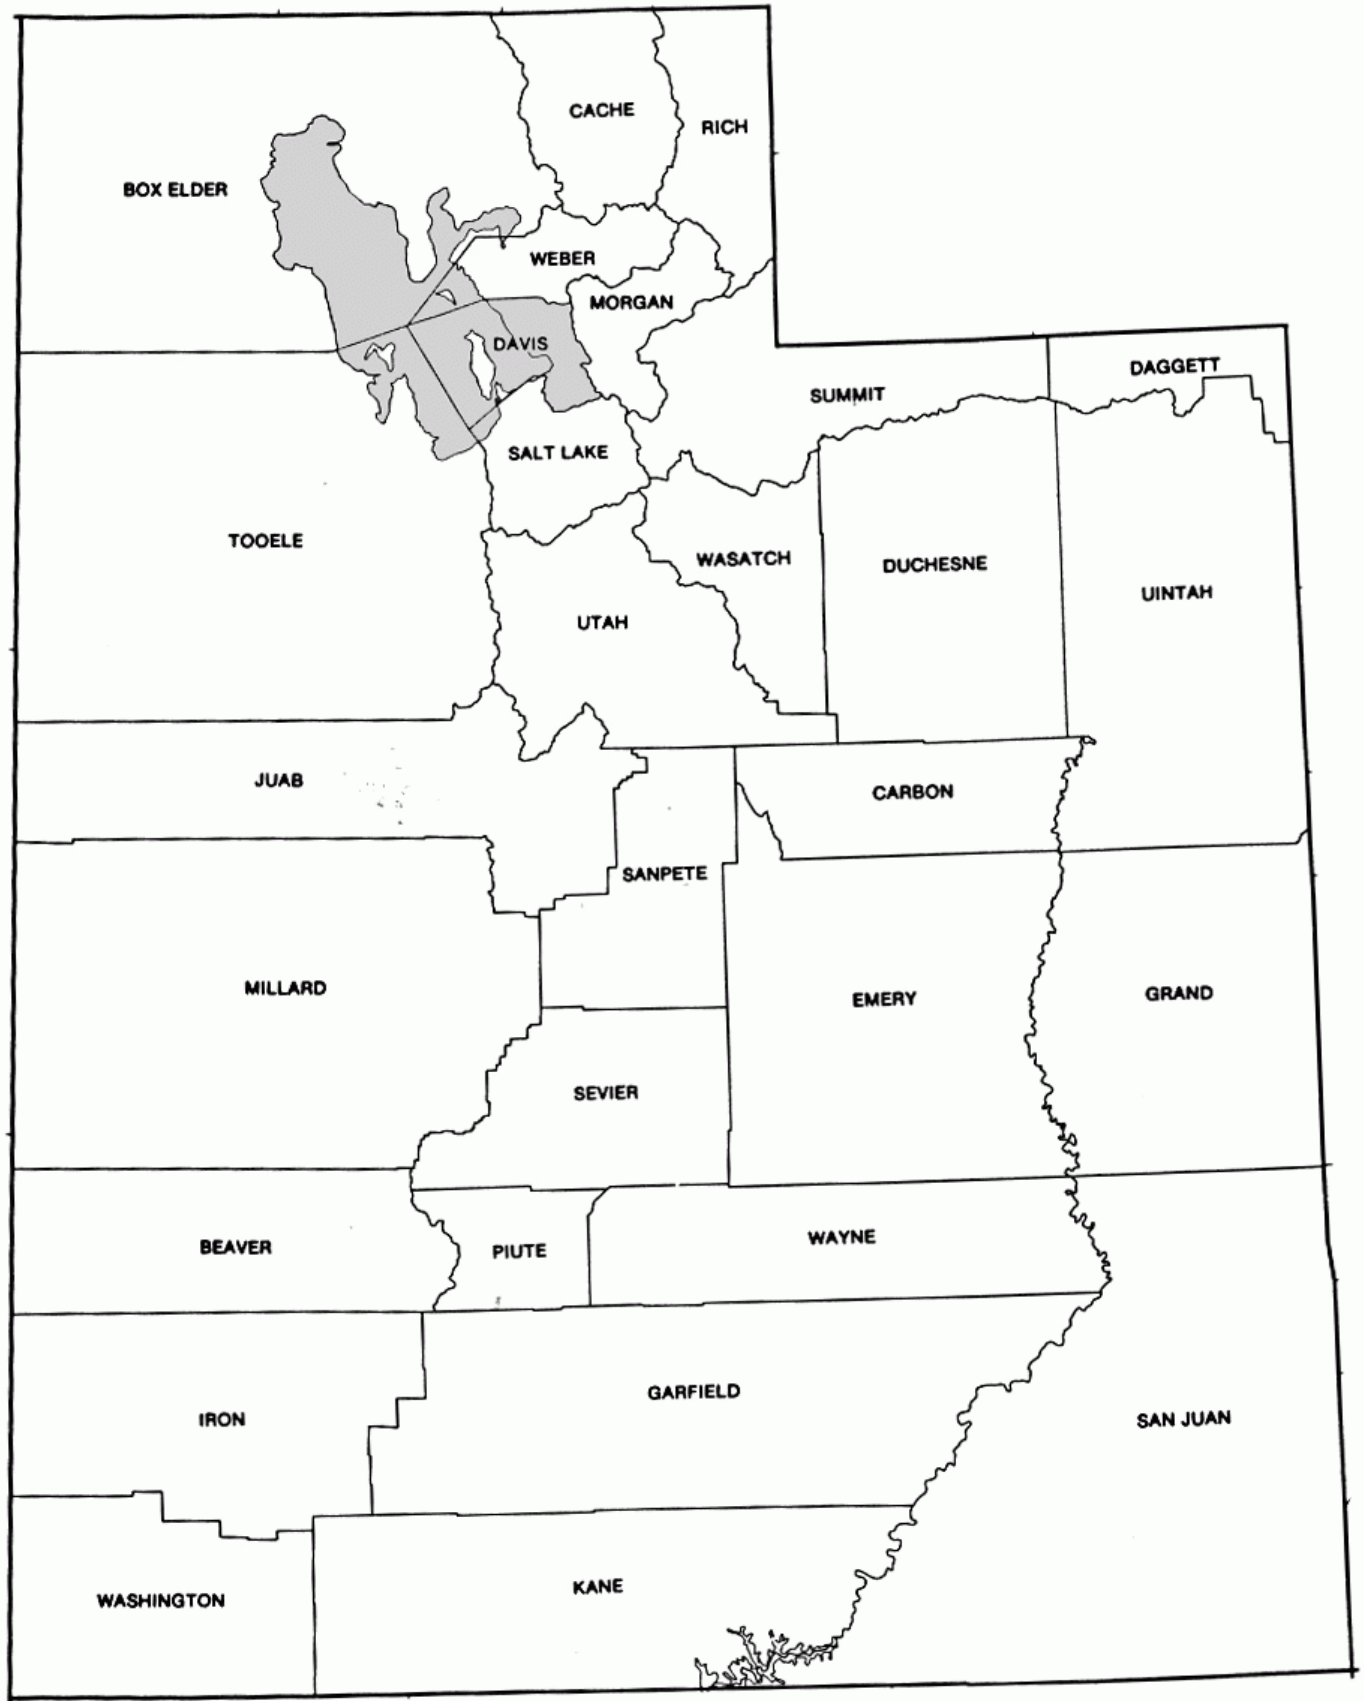 CACHE
RICH
BOX ELDER
WEBER
MORGAN
DAVIS
DAGGETT
SUMMIT
SALT LAKE
TOOELE
WASATCH
DUCHESNE
UINTAH
UTAH
JUAB
CARBON
SANPETE
MILLARD
EMERY
GRAND
SEVIER
BEAVER
PIUTE
WAYNE
GARFIELD
IRON
SAN JUAN
WASHINGTON
KANE